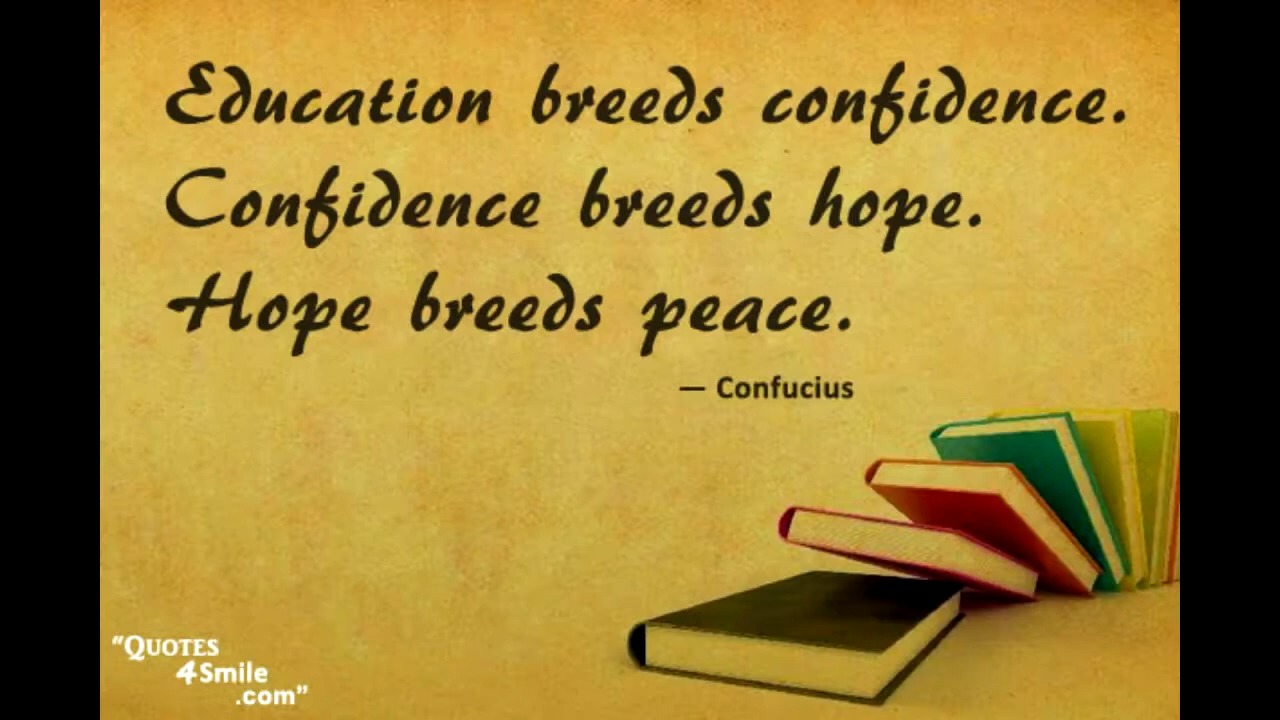 Education breeds confidence.
Confidence breeds hope.
Hope breeds peace.
— Confucius
"QUOTES
4Smile
.com"